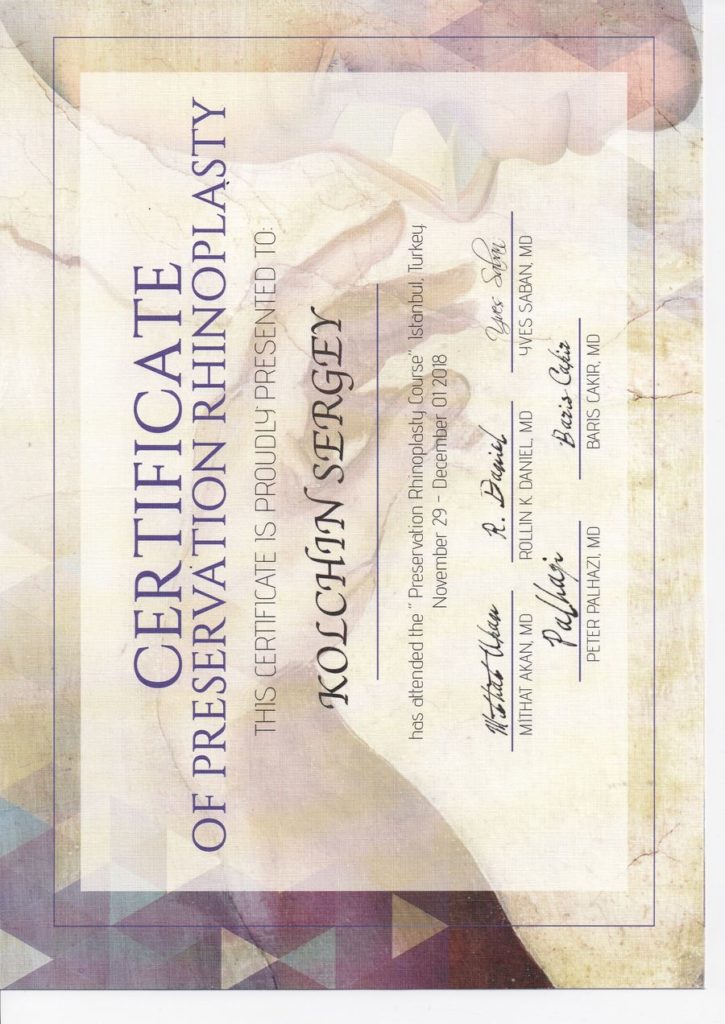 CERTIFICATE
OF PRESERVATION RHINOPLASTY
THIS CERTIFICATE IS PROUDLY PRESENTED TO:
KOLCHIN SERGEY
has attended the " Preservation Rhinoplasty Course" Istanbul, Turkey
November 29 - December 01 2018
Mithat Akan
R. Daniel
Yves Saban
MITHAT AKAN, MD
ROLLIN K. DANIEL, MD
YVES SABAN, MD
Palhazi
Baris Cakir
PETER PALHAZI, MD
BARIS CAKIR, MD